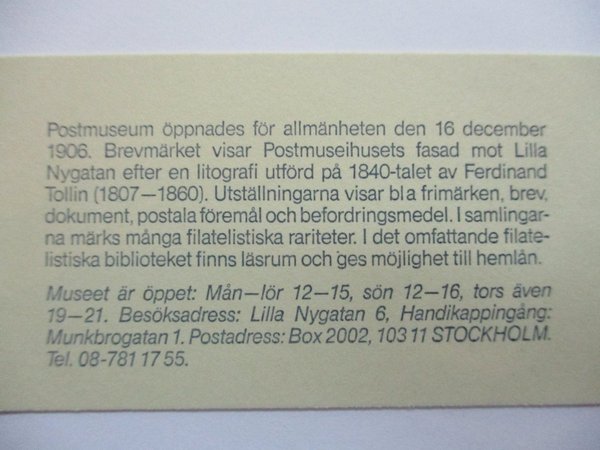 Postmuseum öppnades för allmänheten den 16 december
1906. Brevmärket visar Postmuseihusets fasad mot Lilla
Nygatan efter en litografi utförd på 1840-talet av Ferdinand
Tollin (1807—1860). Utställningarna visar bl a frimärken, brev,
dokument, postala föremål och befordringsmedel. I samlingar-
na märks många filatelistiska rariteter. I det omfattande filate-
listiska biblioteket finns läsrum och ges möjlighet till hemlån.
Museet är öppet: Mån—lör 12—15, sön 12—16, tors även
19—21. Besöksadress: Lilla Nygatan 6, Handikappingång:
Munkbrogatan 1. Postadress: Box 2002, 103 11 STOCKHOLM.
Tel. 08-781 17 55.